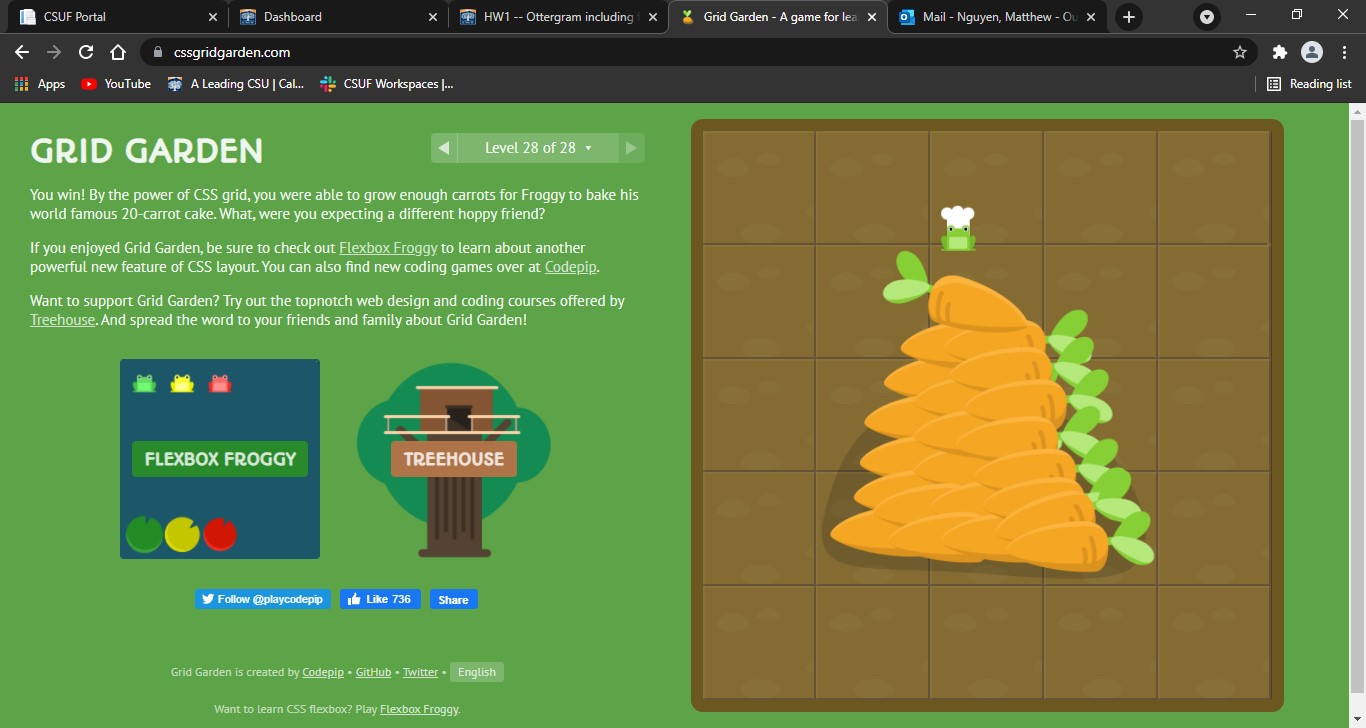 CSUF Portal
Dashboard
HW1 -- Ottergram including
Grid Garden - A game for lea
Mail - Nguyen, Matthew - Ou
cssgridgarden.com
Apps
YouTube
A Leading CSU | Cal...
CSUF Workspaces |...
Reading list
GRID GARDEN
Level 28 of 28
You win! By the power of CSS grid, you were able to grow enough carrots for Froggy to bake his
world famous 20-carrot cake. What, were you expecting a different hoppy friend?
If you enjoyed Grid Garden, be sure to check out Flexbox Froggy to learn about another
powerful new feature of CSS layout. You can also find new coding games over at Codepip.
Want to support Grid Garden? Try out the topnotch web design and coding courses offered by
Treehouse. And spread the word to your friends and family about Grid Garden!
FLEXBOX FROGGY
TREEHOUSE
Follow @playcodepip
Like 736
Share
Grid Garden is created by Codepip • GitHub • Twitter • English
Want to learn CSS flexbox? Play Flexbox Froggy.